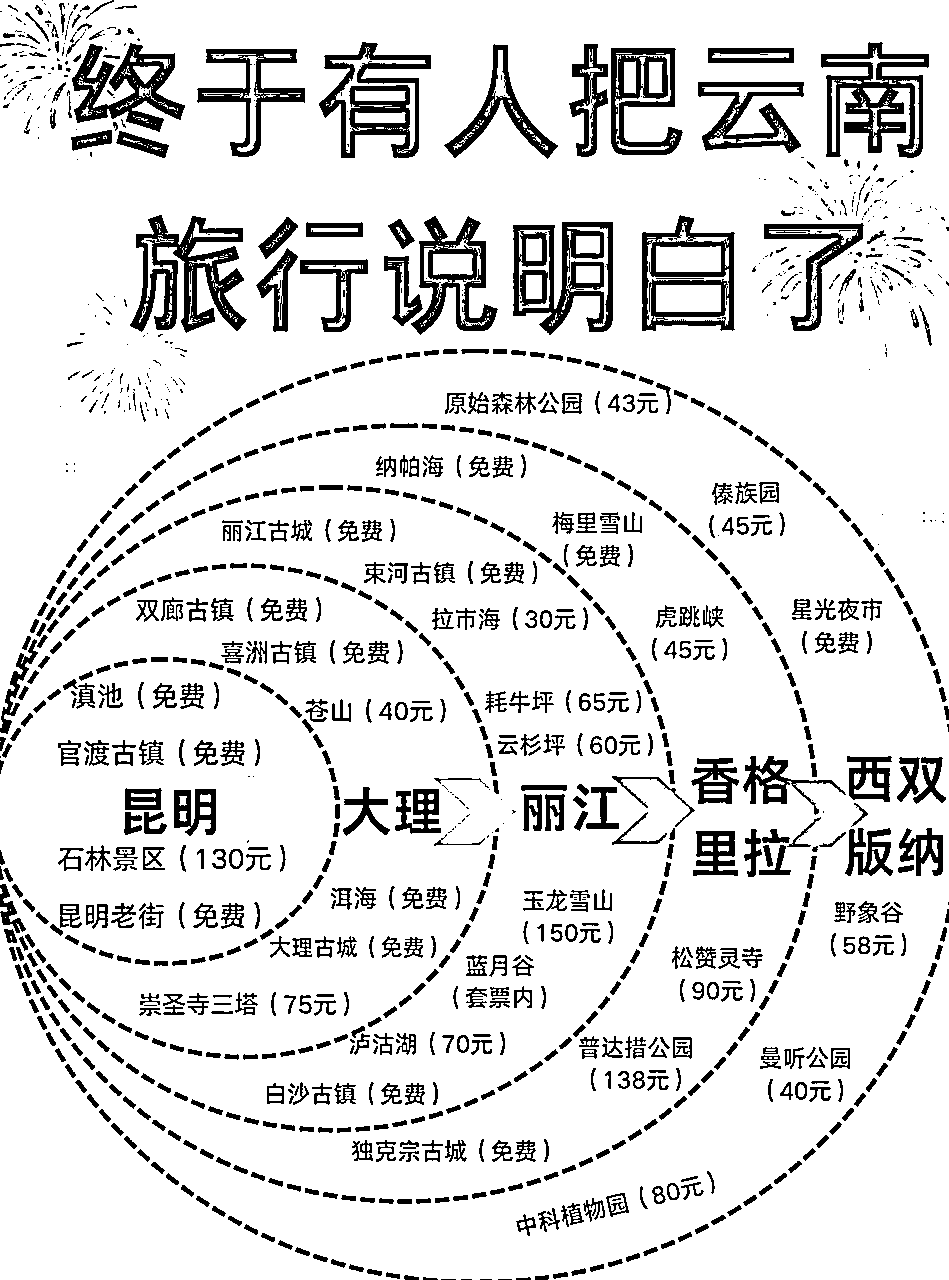 终于有人把云南
旅行说明白了
原始森林公园（43元）
纳帕海（免费）
傣族园
（45元）
丽江古城（免费）
梅里雪山
（免费）
束河古镇（免费）
双廊古镇（免费）
拉市海（30元）
虎跳峡
（45元）
星光夜市
（免费）
喜洲古镇（免费）
滇池（免费）
苍山（40元）
耗牛坪（65元）
官渡古镇（免费）
云杉坪（60元）
昆明
大理
丽江
香格
里拉
西双
版纳
石林景区（130元）
昆明老街（免费）
洱海（免费）
玉龙雪山
（150元）
野象谷
（58元）
大理古城（免费）
蓝月谷
（套票内）
松赞灵寺
（90元）
崇圣寺三塔（75元）
泸沽湖（70元）
普达措公园
（138元）
曼听公园
（40元）
白沙古镇（免费）
独克宗古城（免费）
中科植物园（80元）